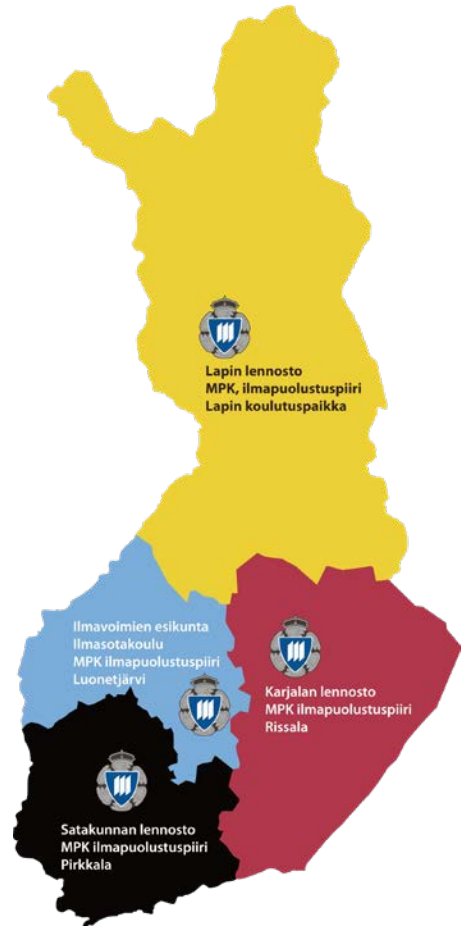 Lapin lennosto
MPK, ilmapuolustuspiiri
Lapin koulutuspaikka
Ilmavoimien esikunta
Ilmasotakoulu
MPK ilmapuolustuspiiri
Luonetjärvi
Karjalan lennosto
MPK ilmapuolustuspiiri
Rissala
Satakunnan lennosto
MPK ilmapuolustuspiiri
Pirkkala